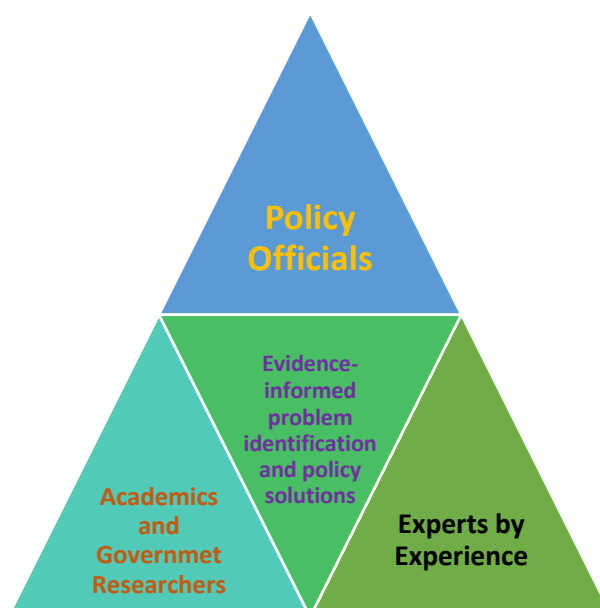 Policy
Officials
Evidence-
informed
problem
identification
and policy
solutions
Academics
and
Governmet
Researchers
Experts by
Experience